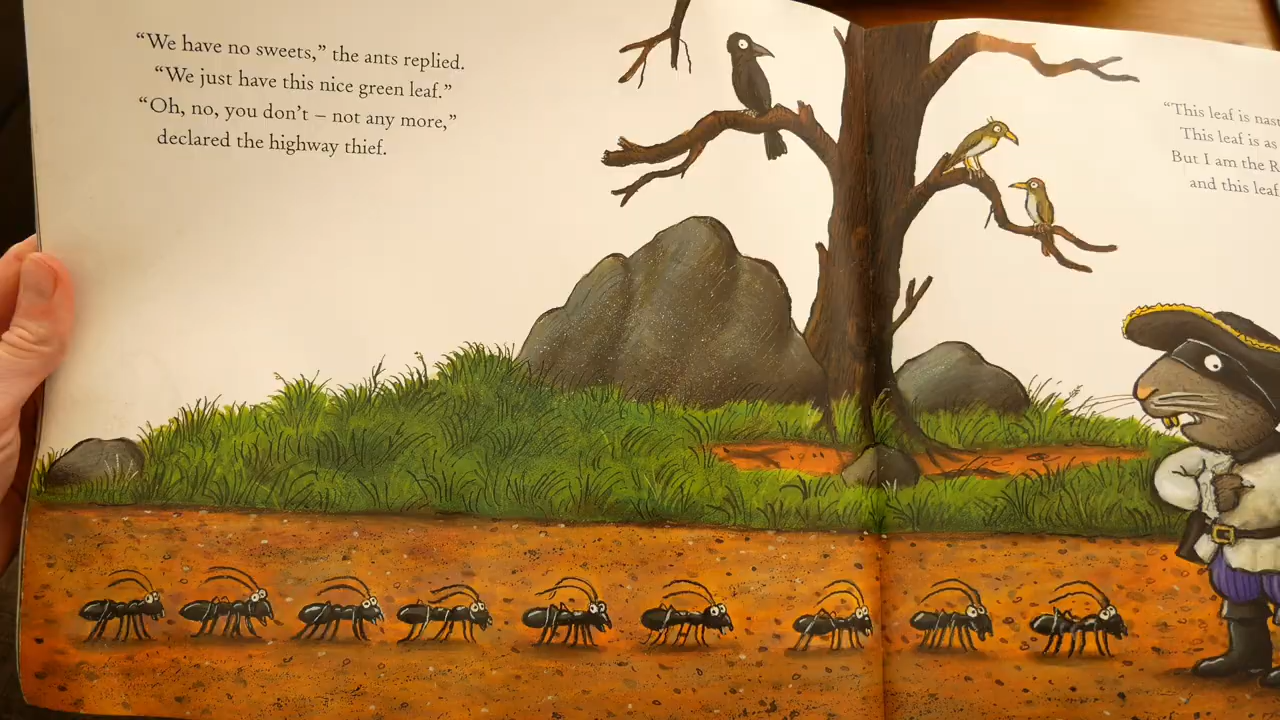 “We have no sweets,” the ants replied.
“We just have this nice green leaf.”
“Oh, no, you don’t – not any more,”
declared the highway thief.
“This leaf is
This leaf is as
But I am the
and this leaf